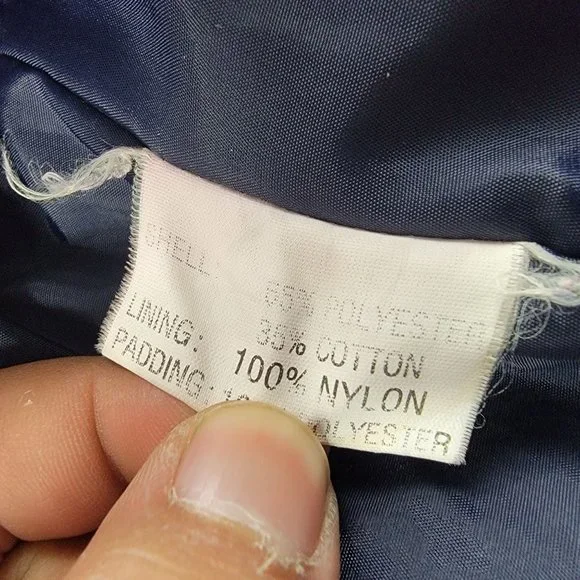 SHELL: 65% POLYESTER
35% COTTON
LINING: 100% NYLON
PADDING: POLYESTER